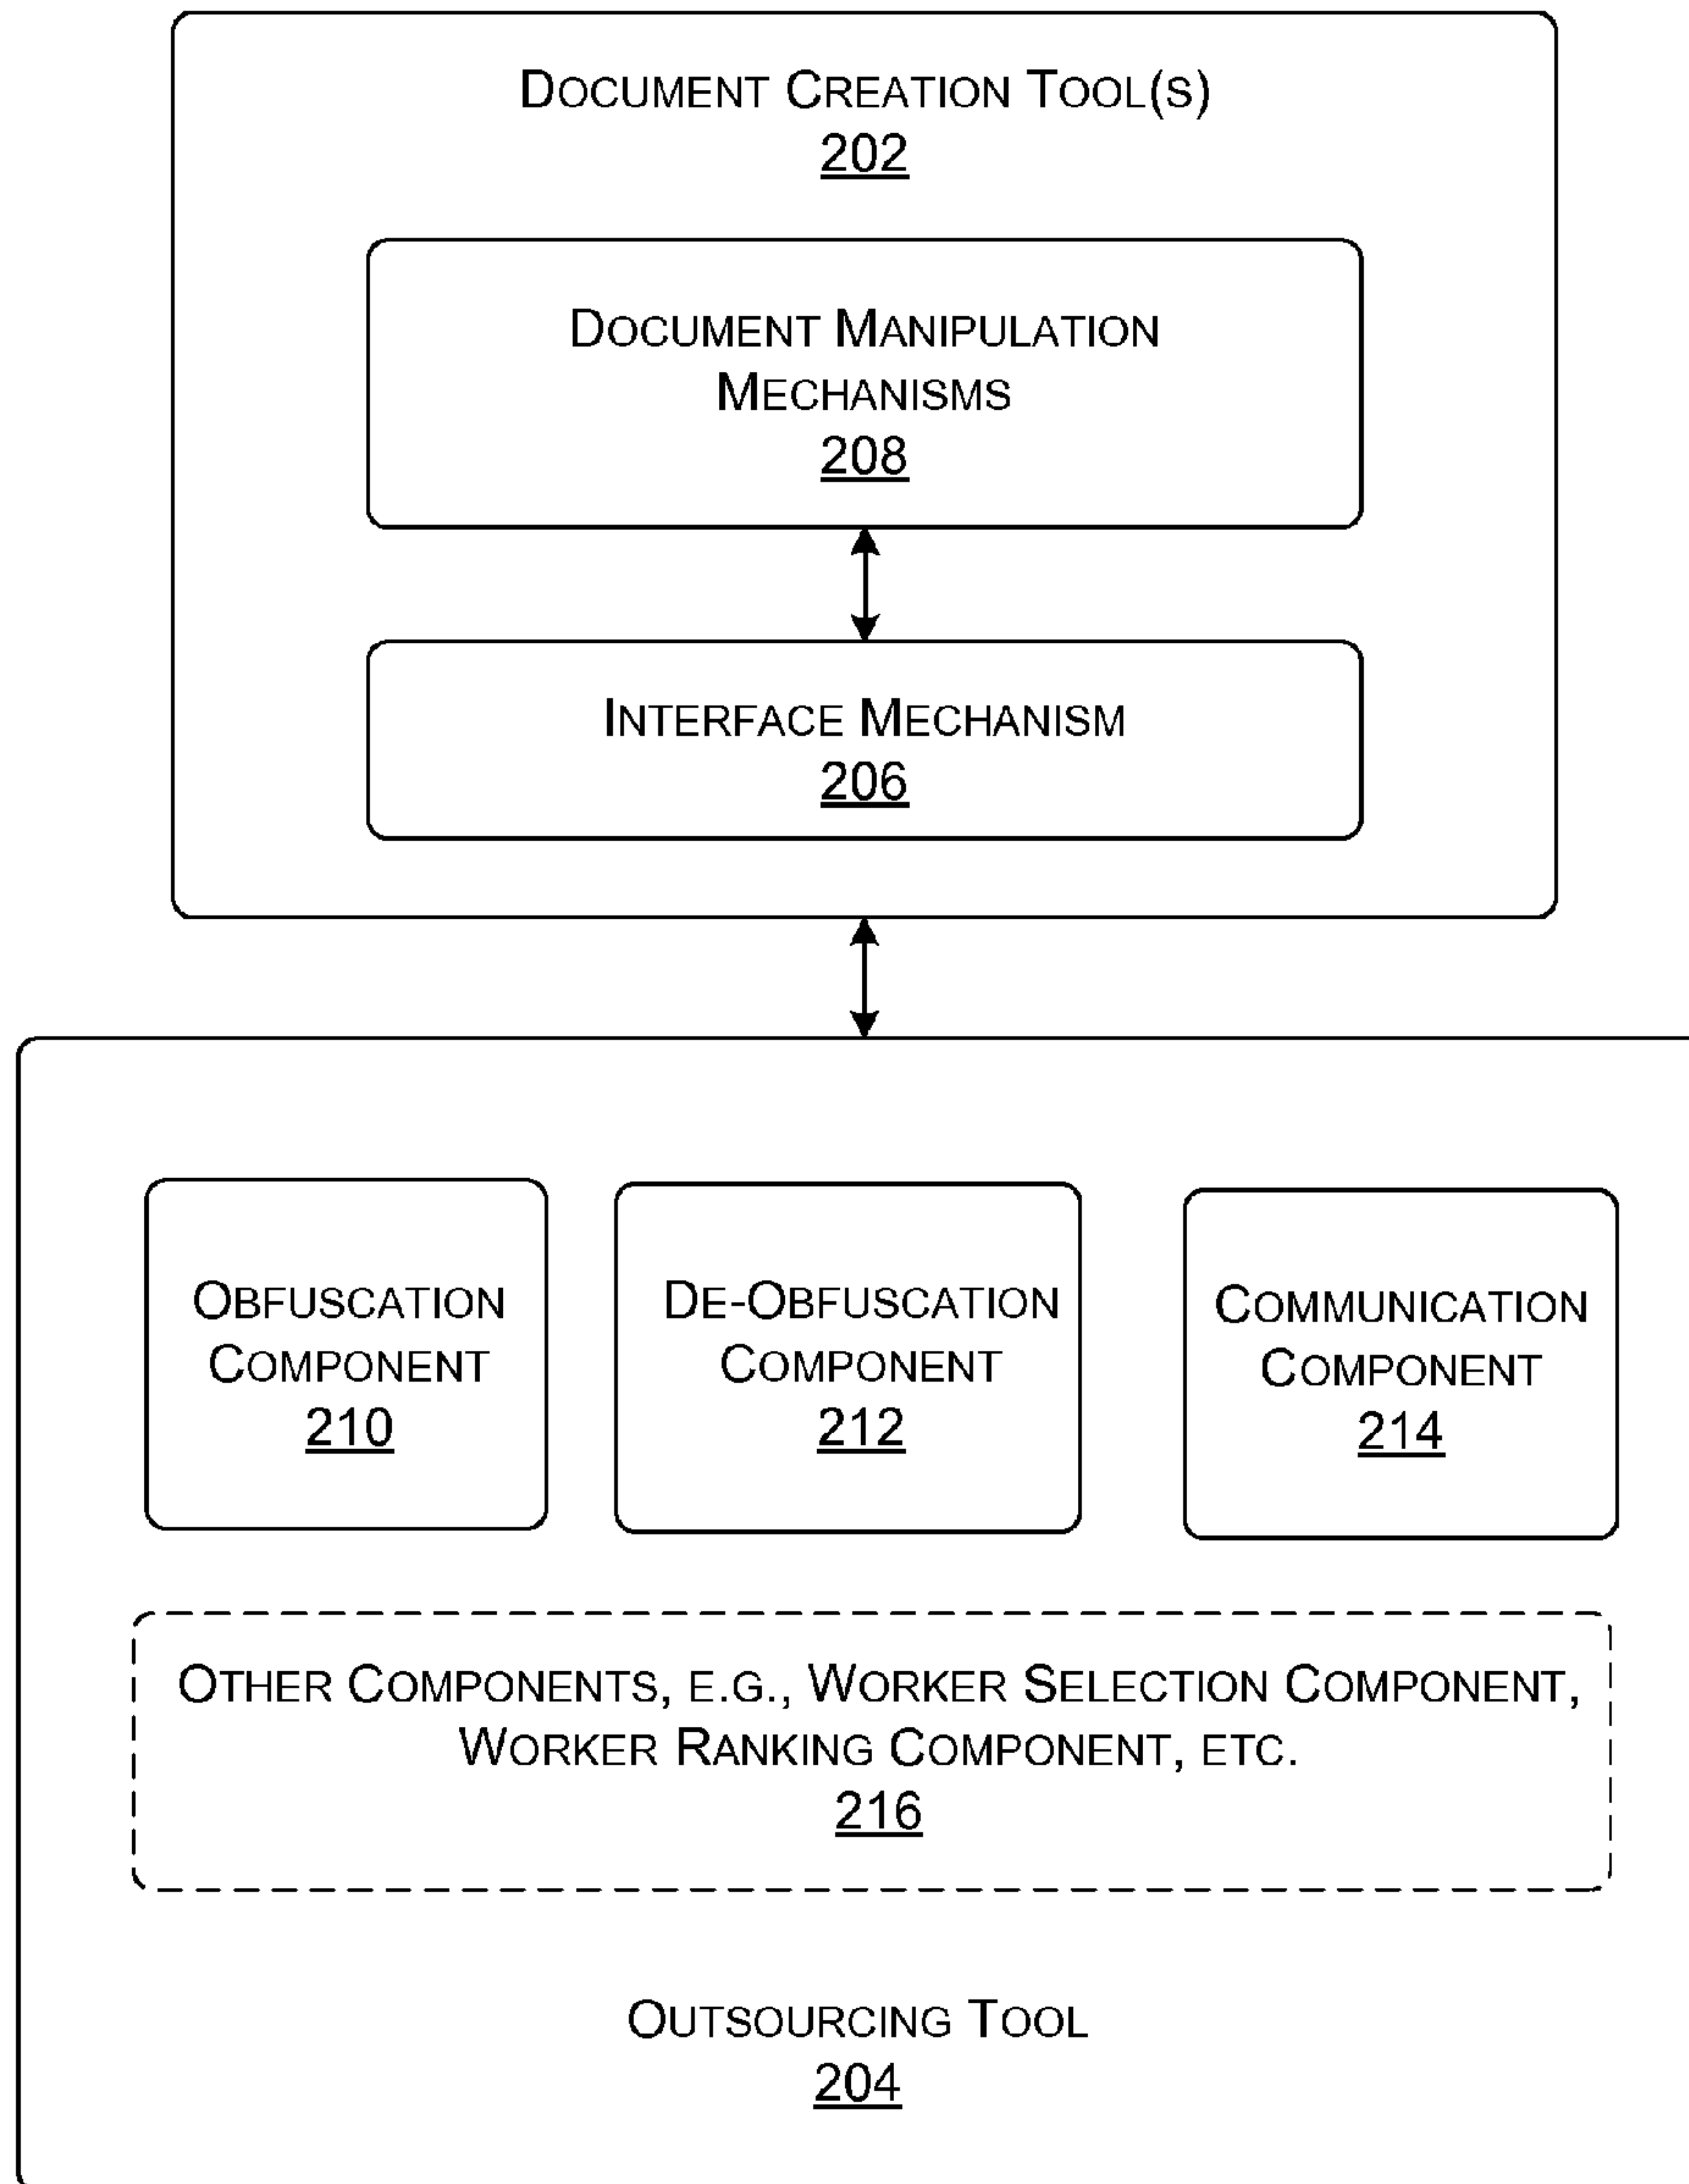 DOCUMENT CREATION TOOL(S)
202
DOCUMENT MANIPULATION
MECHANISMS
208
INTERFACE MECHANISM
206
OBFUSCATION
COMPONENT
210
DE-OBFUSCATION
COMPONENT
212
COMMUNICATION
COMPONENT
214
OTHER COMPONENTS, E.G., WORKER SELECTION COMPONENT,
WORKER RANKING COMPONENT, ETC.
216
OUTSOURCING TOOL
204